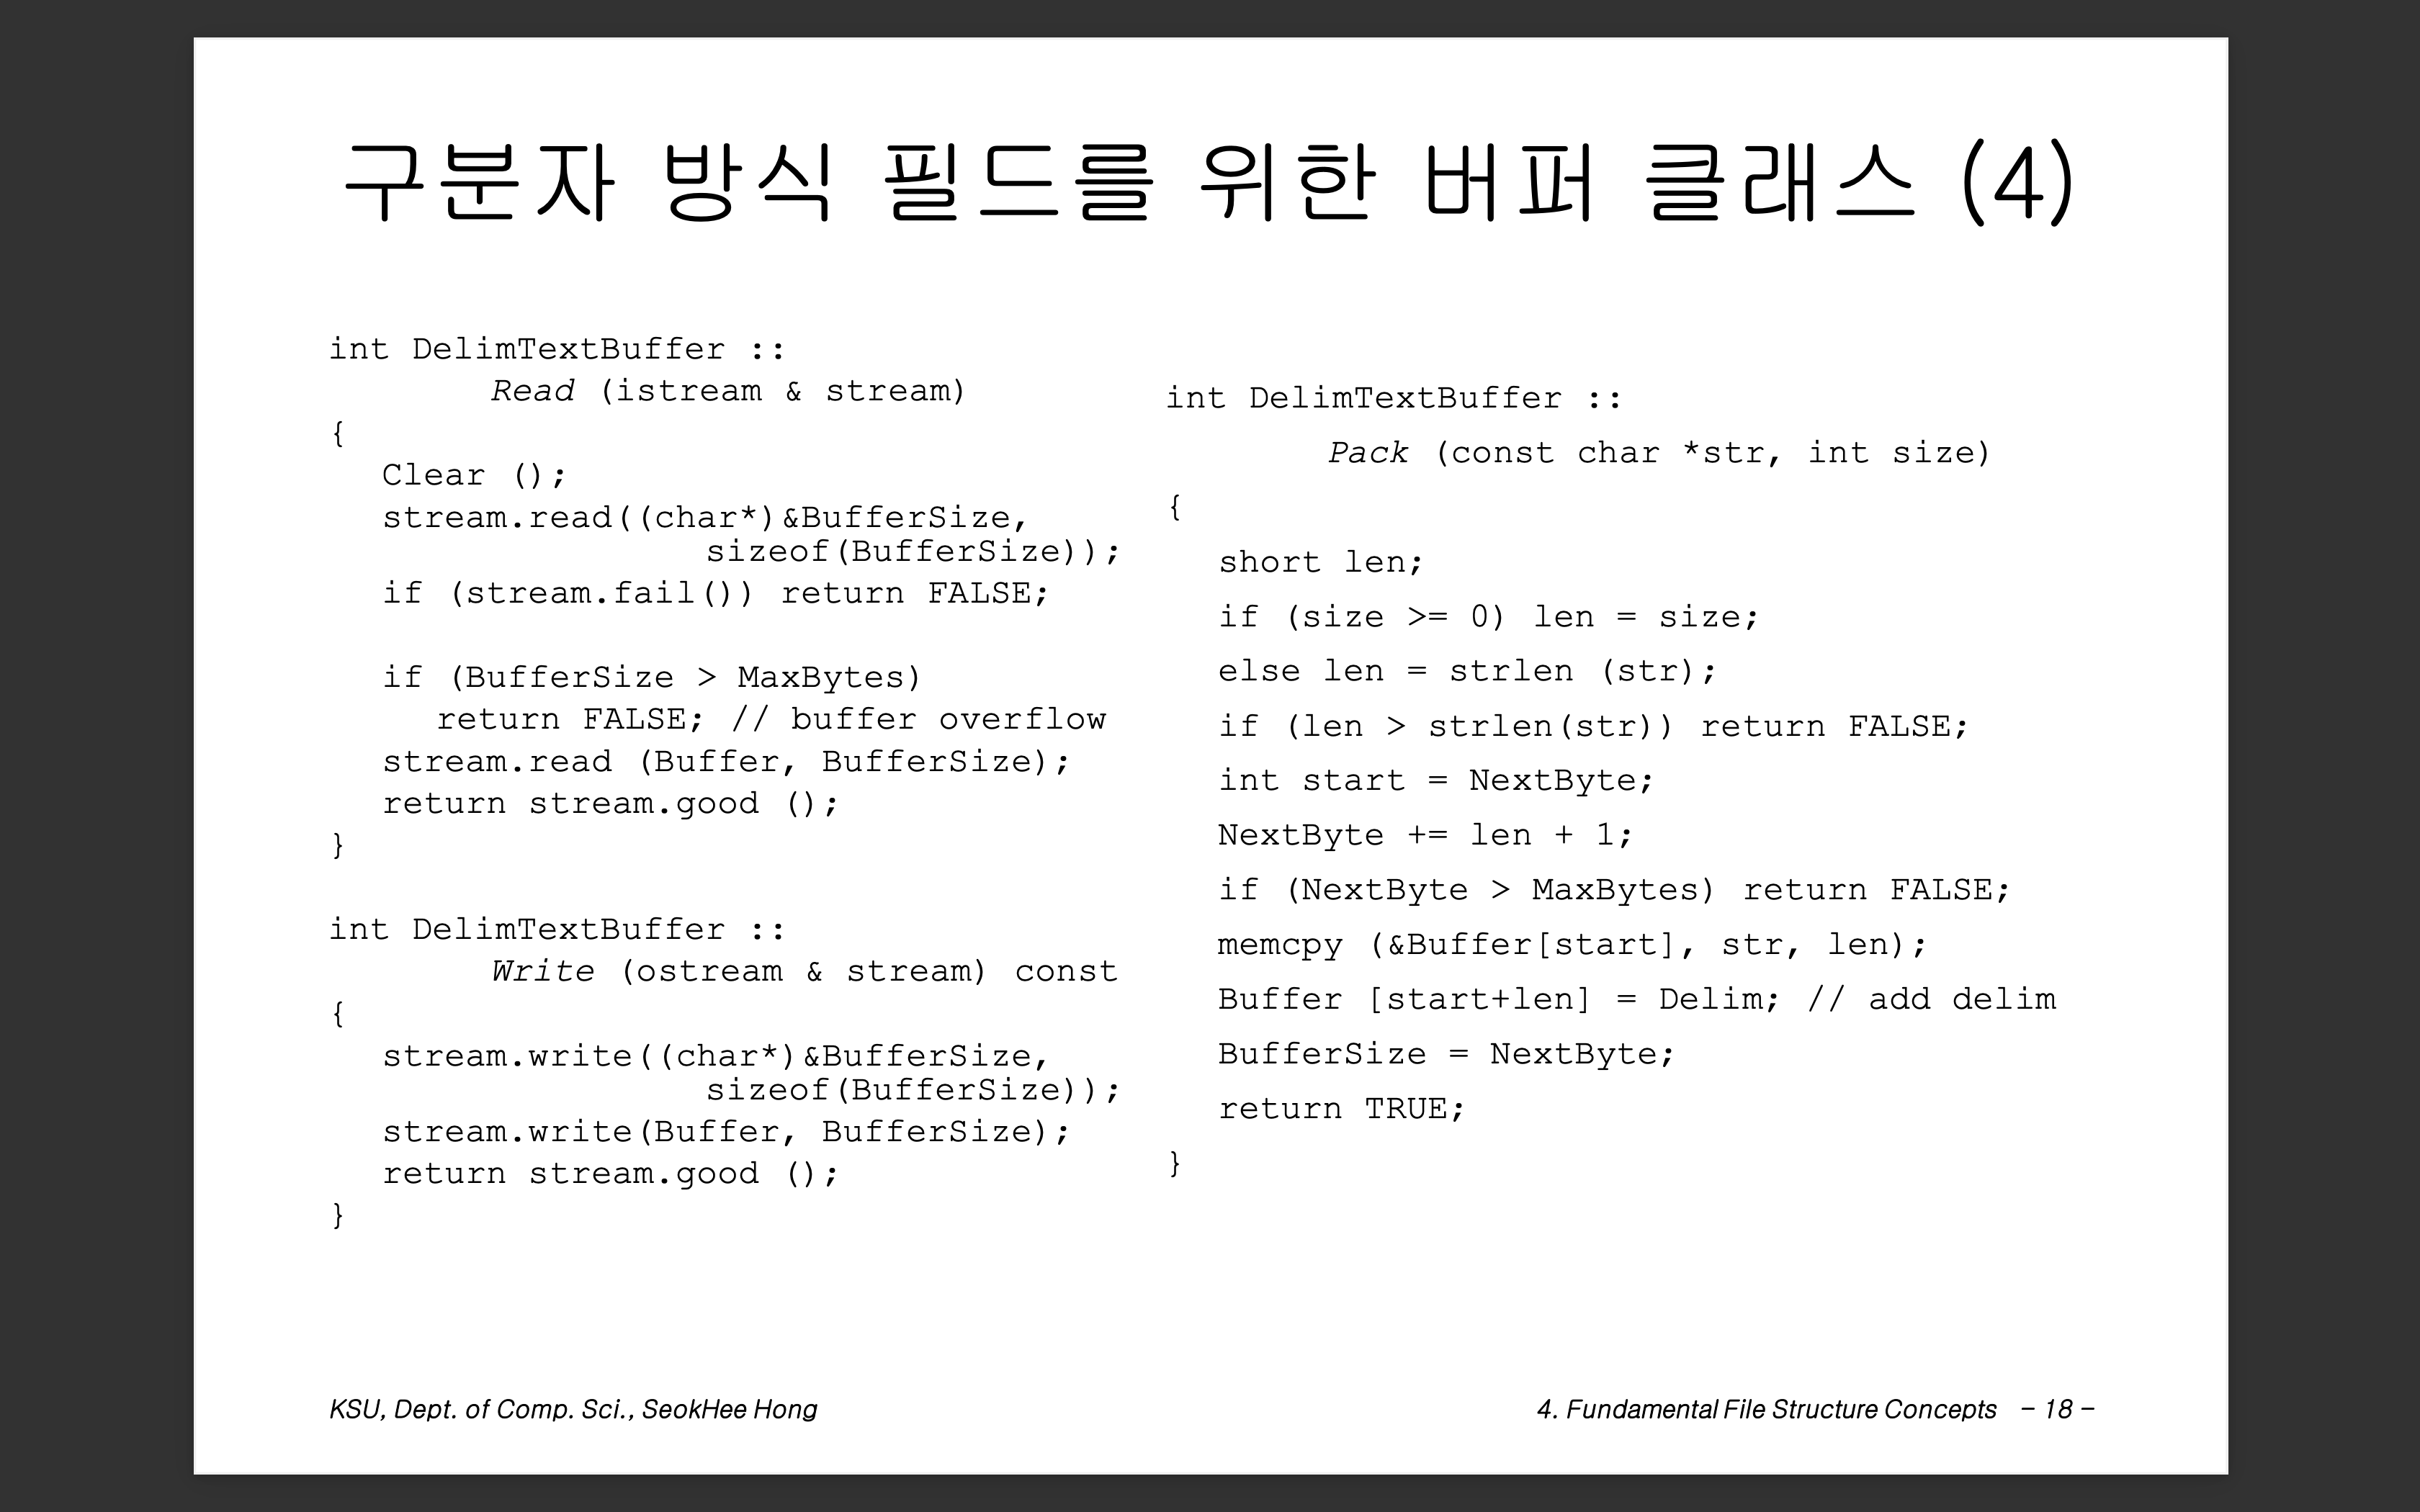 구분자 방식 필드를 위한 버퍼 클래스 (4)
int DelimTextBuffer ::
Read (istream & stream)
{
Clear ();
stream.read((char*)&BufferSize,
sizeof(BufferSize));
if (stream.fail()) return FALSE;
if (BufferSize > MaxBytes)
return FALSE; // buffer overflow
stream.read (Buffer, BufferSize);
return stream.good ();
}
int DelimTextBuffer ::
Write (ostream & stream) const
{
stream.write((char*)&BufferSize,
sizeof(BufferSize));
stream.write(Buffer, BufferSize);
return stream.good ();
}
int DelimTextBuffer ::
Pack (const char *str, int size)
{
short len;
if (size >= 0) len = size;
else len = strlen (str);
if (len > strlen(str)) return FALSE;
int start = NextByte;
NextByte += len + 1;
if (NextByte > MaxBytes) return FALSE;
memcpy (&Buffer[start], str, len);
Buffer [start+len] = Delim; // add delim
BufferSize = NextByte;
return TRUE;
}
KSU, Dept. of Comp. Sci., SeokHee Hong
4. Fundamental File Structure Concepts – 18 –